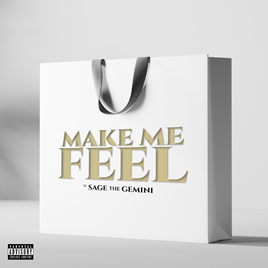 MAKE ME
FEEL
BY SAGE THE GEMINI
PARENTAL
ADVISORY
EXPLICIT CONTENT